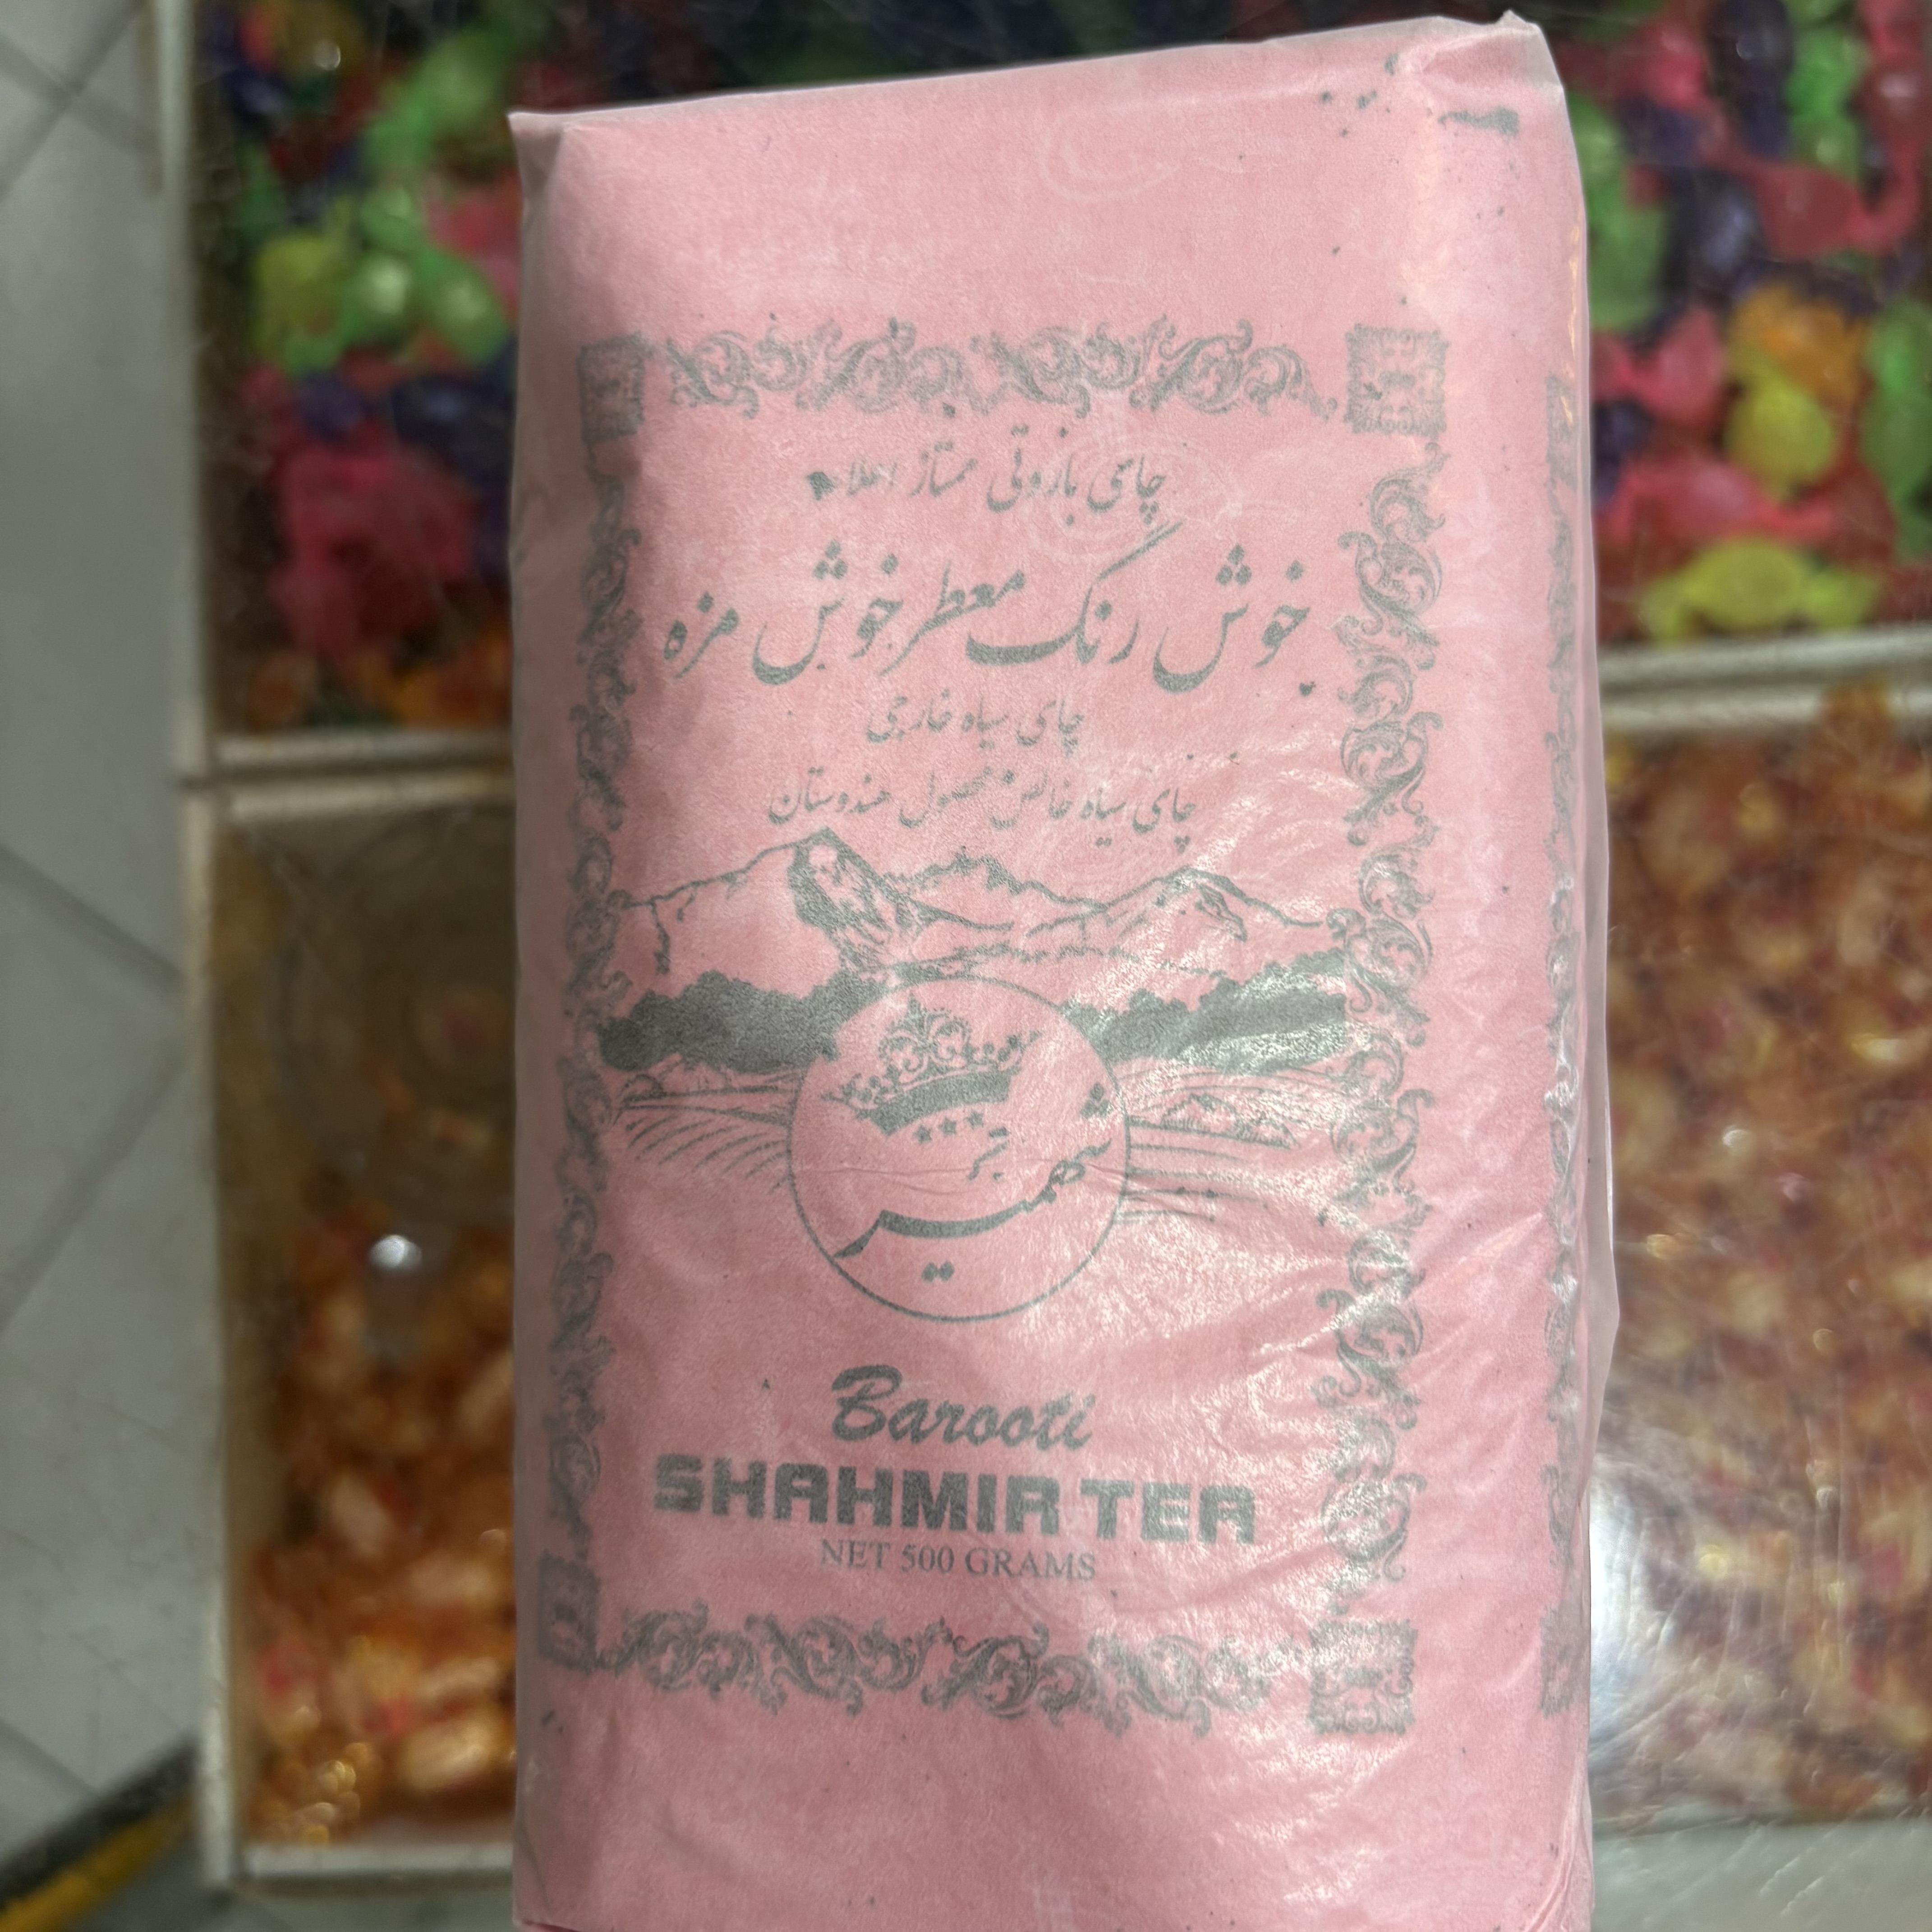 چای باروتی ممتاز اعلاء
خوش رنگ معطر خوش مزه
چای سیاه خارجی
چای سیاه خالص محصول هندوستان
شهمیر
Barooti
SHAHMIR TEA
NET 500 GRAMS